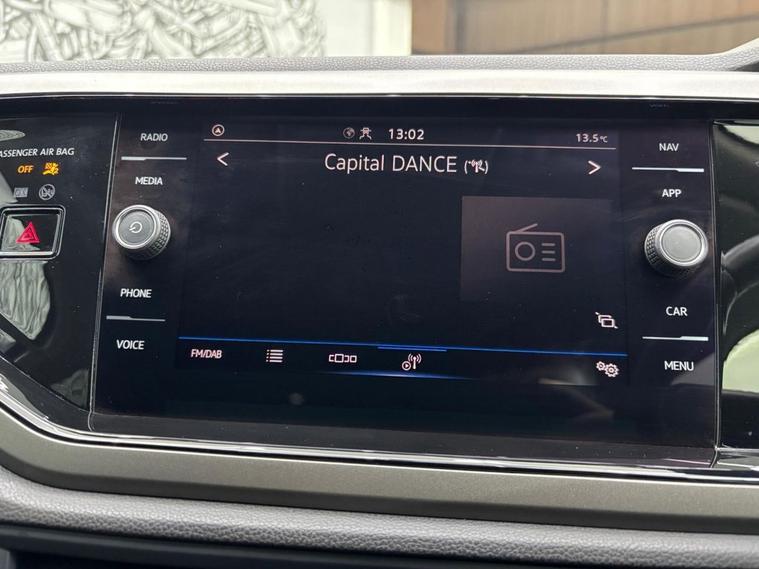 PASSENGER AIR BAG
OFF
RADIO
MEDIA
PHONE
VOICE
13:02
13.5°C
< Capital DANCE >
FM/DAB
NAV
APP
CAR
MENU